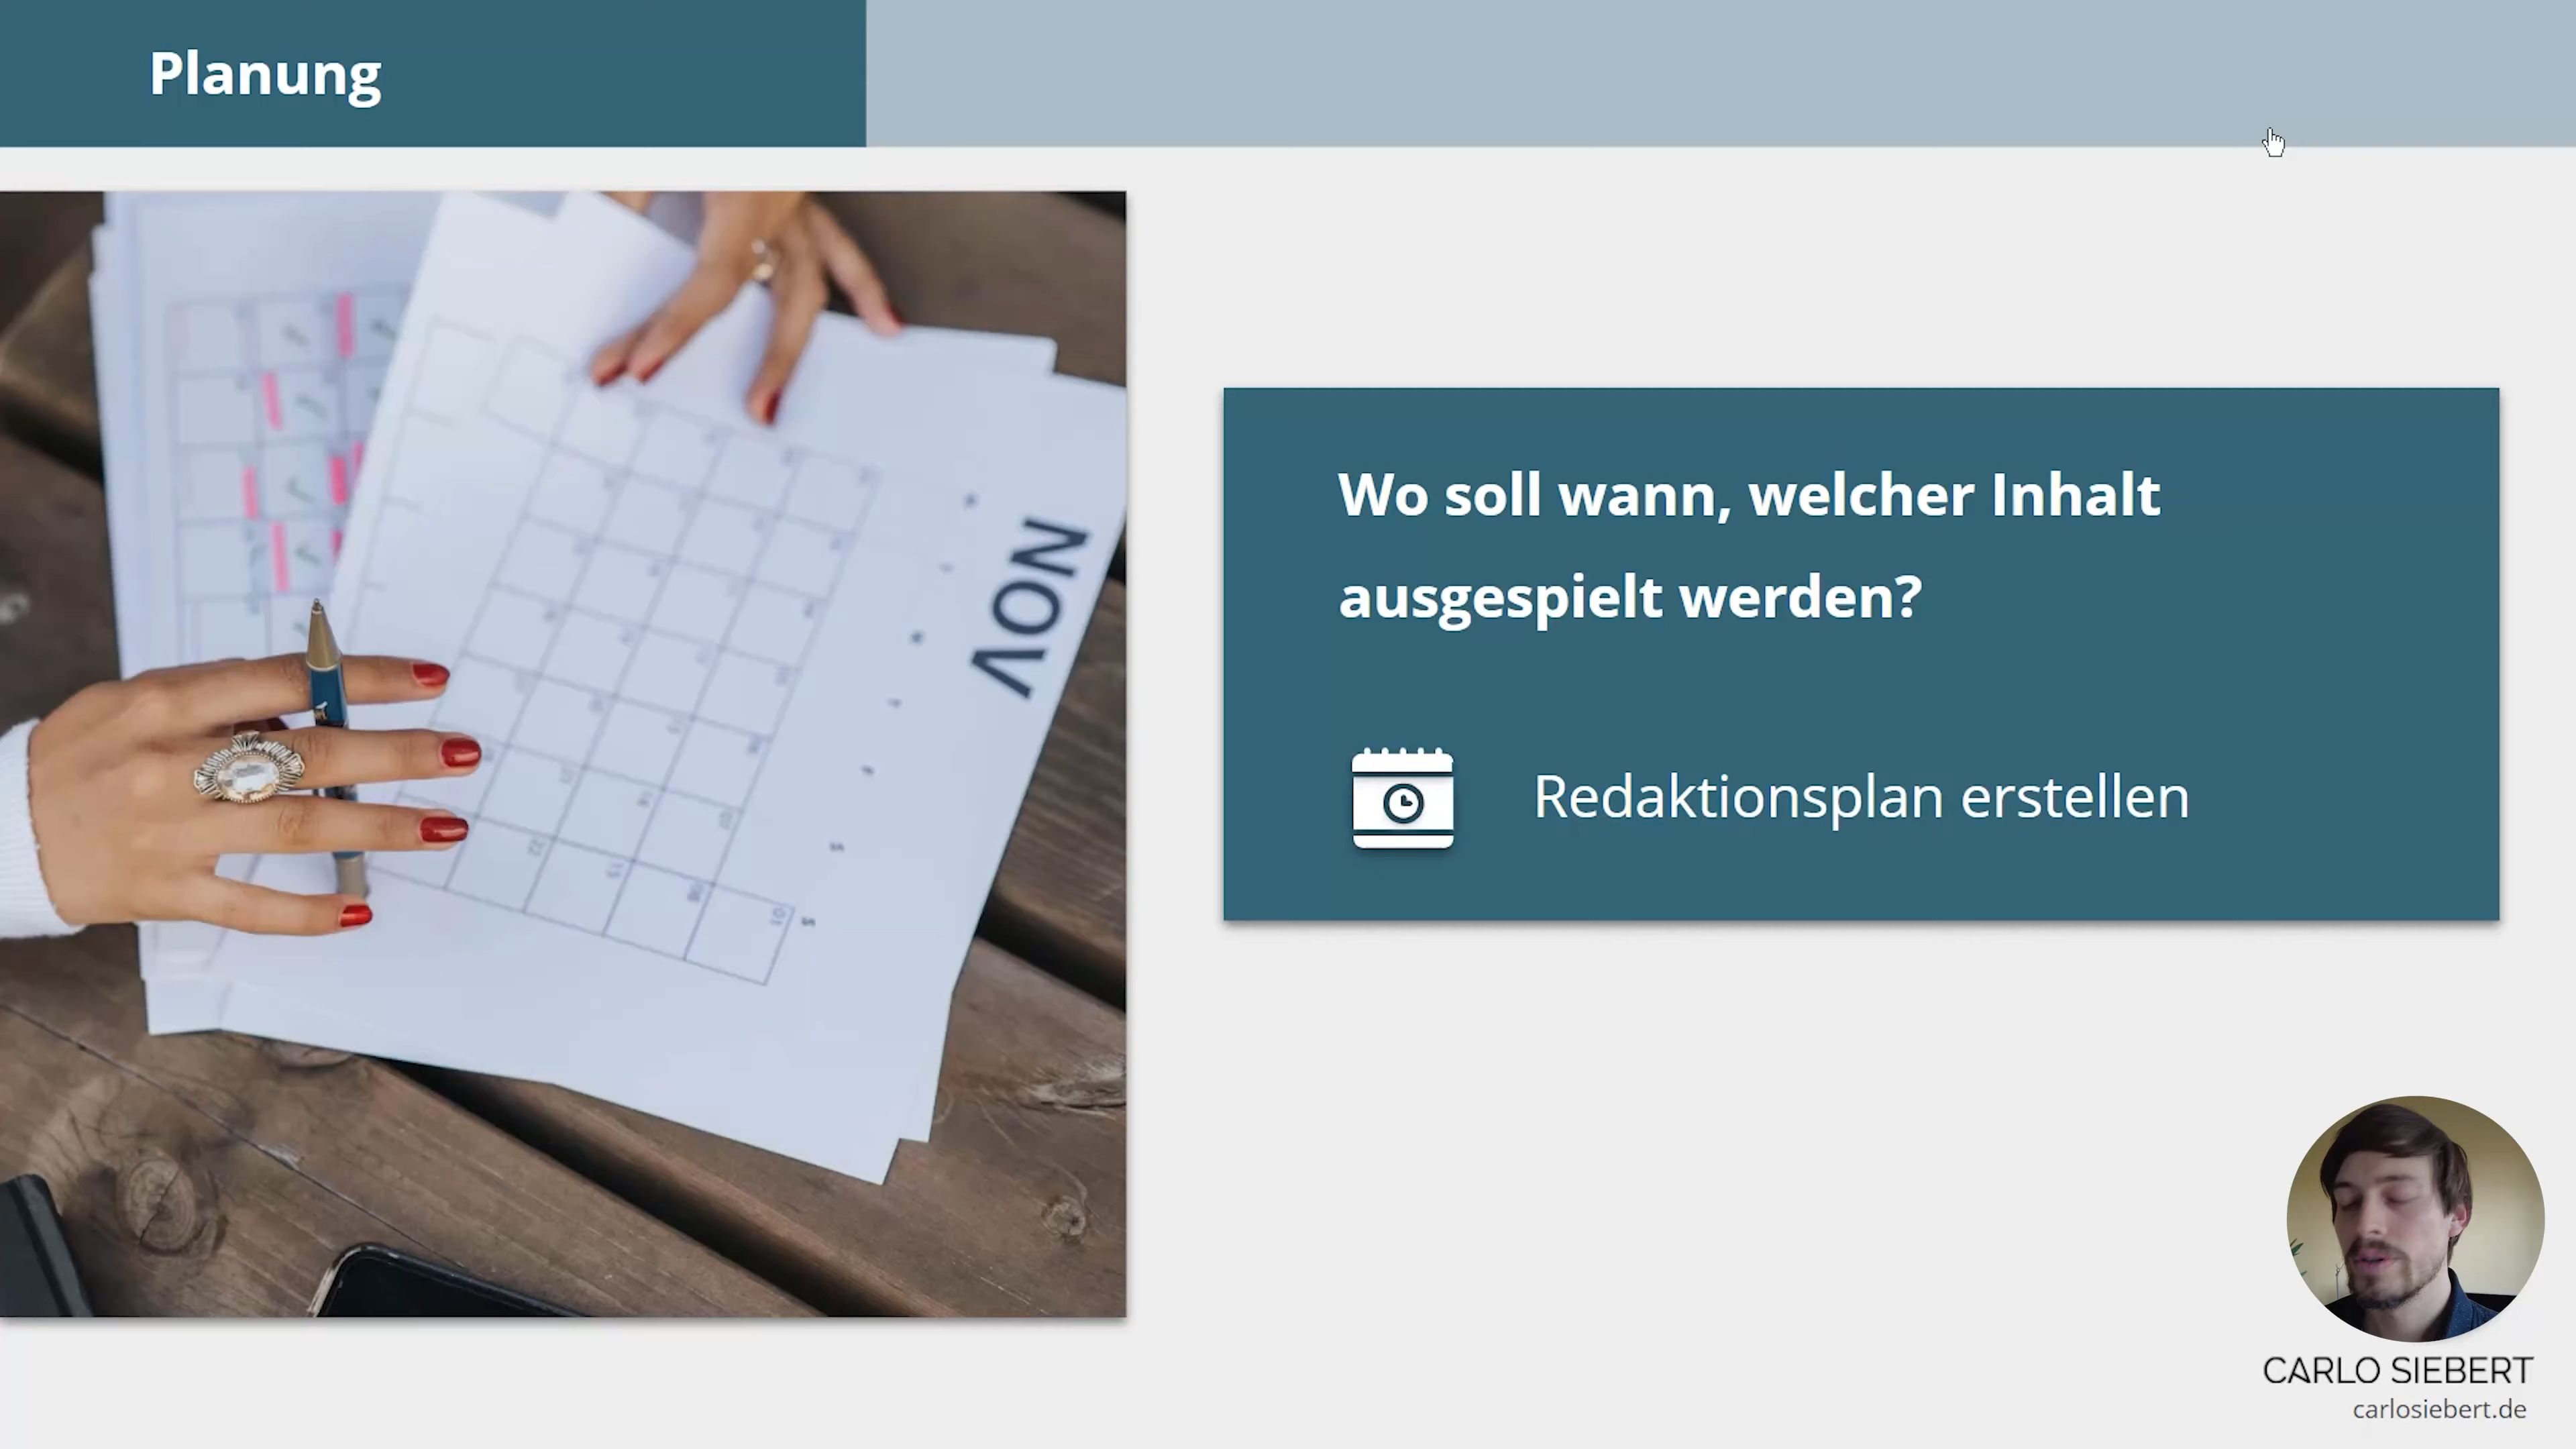 Planung
NOV
Wo soll wann, welcher Inhalt
ausgespielt werden?
Redaktionsplan erstellen
CARLO SIEBERT
carlosiebert.de